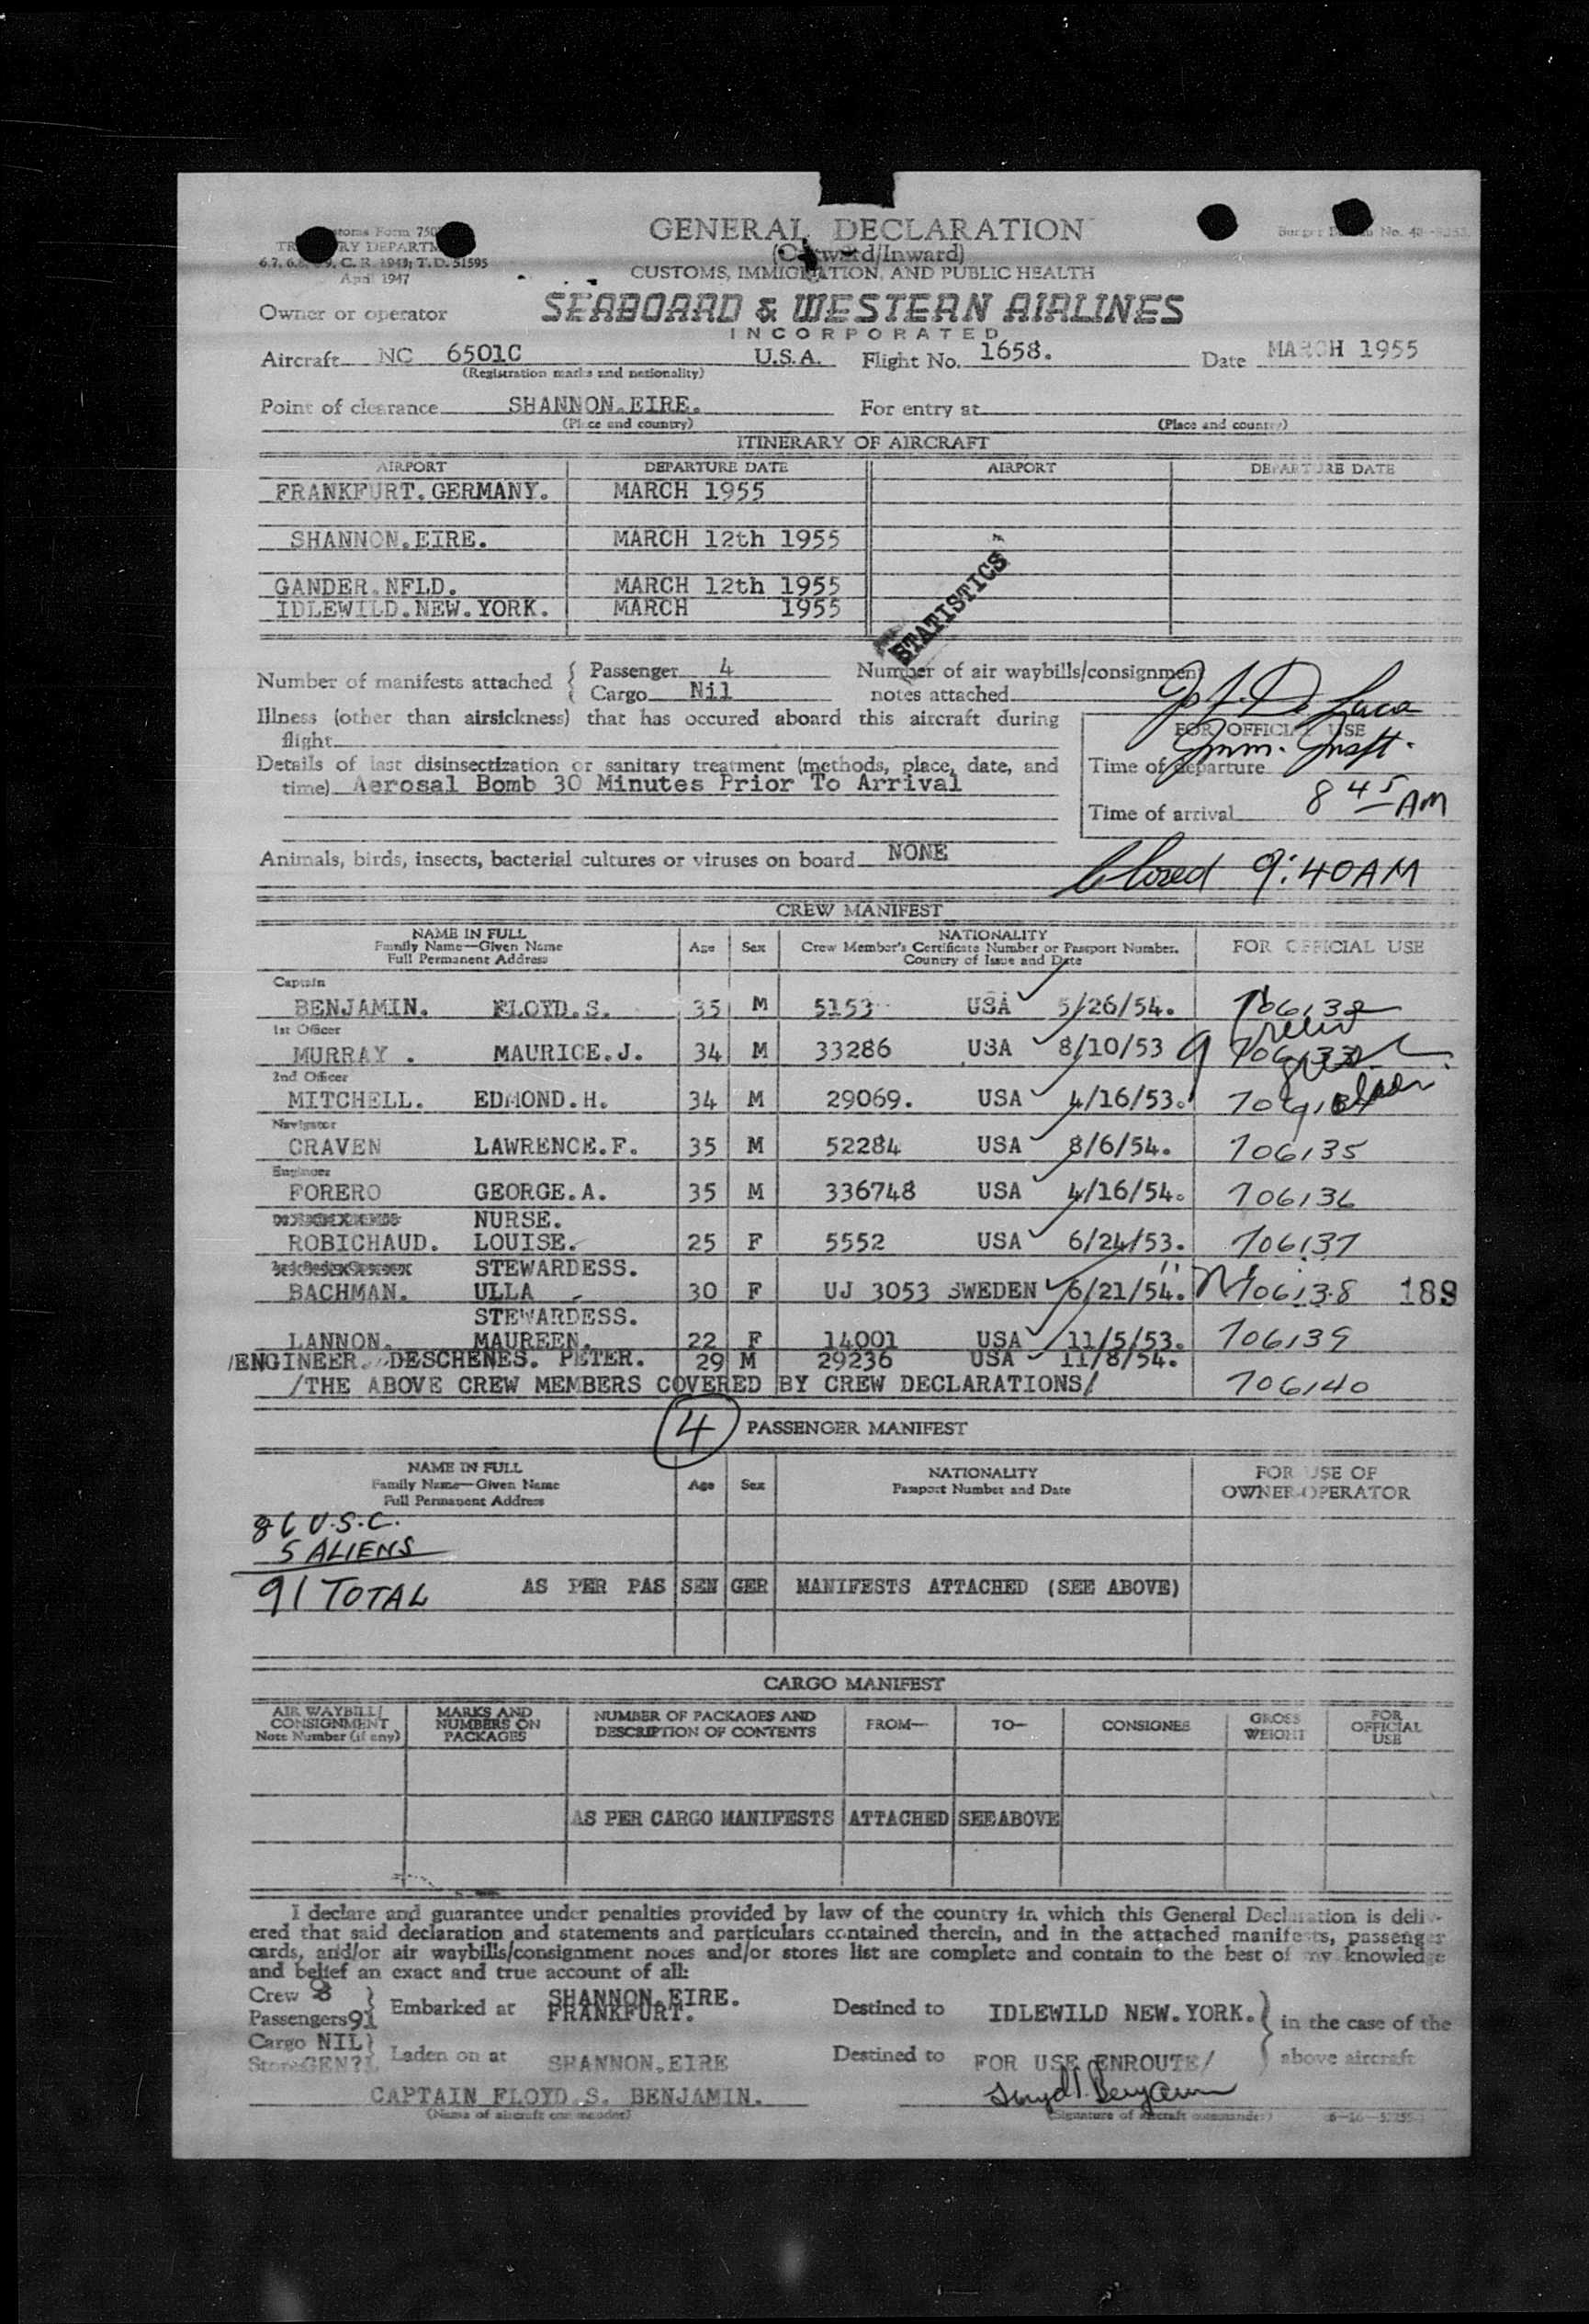 GENERAL DECLARATION
CUSTOMS, IMMIGRATION, AND PUBLIC HEALTH
6.7, C. R. 1943; T. D. 51595
April 1947
Owner or operator SEABOARD & WESTERN AIRLINES
INCORPORATED
Aircraft NC 6501C U.S.A. Flight No. 1658. Date MARCH 1955
(Registration marks and nationality)
Point of clearance SHANNON.EIRE. For entry at
(Place and country) (Place and country)
ITINERARY OF AIRCRAFT
AIRPORT DEPARTURE DATE AIRPORT DEPARTURE DATE
FRANKFURT.GERMANY. MARCH 1955
SHANNON.EIRE. MARCH 12th 1955
GANDER.NFLD. MARCH 12th 1955
IDLEWILD.NEW.YORK. MARCH 1955
STATISTICS
Number of manifests attached { Passenger 4 Number of air waybills/consignment
Cargo Nil notes attached
Illness (other than airsickness) that has occured aboard this aircraft during
flight
FOR OFFICIAL USE
Details of last disinsectization or sanitary treatment (methods, place, date, and
time) Aerosal Bomb 30 Minutes Prior To Arrival
Time of departure
Time of arrival 8 45 AM
Animals, birds, insects, bacterial cultures or viruses on board NONE
Closed 9:40AM
CREW MANIFEST
NAME IN FULL
Family Name—Given Name
Full Permanent Address
Age Sex
NATIONALITY
Crew Member's Certificate Number or Passport Number.
Country of Issue and Date
FOR OFFICIAL USE
Captain
BENJAMIN. FLOYD.S. 35 M 5153 USA 5/26/54. 706132
1st Officer
MURRAY . MAURICE.J. 34 M 33286 USA 8/10/53 706133
2nd Officer
MITCHELL. EDMOND.H. 34 M 29069. USA 4/16/53.
Navigator
CRAVEN LAWRENCE.F. 35 M 52284 USA 8/6/54. 706135
Engineer
FORERO GEORGE.A. 35 M 336748 USA 4/16/54. 706136
NURSE.
ROBICHAUD. LOUISE. 25 F 5552 USA 6/24/53. 706137
STEWARDESS.
BACHMAN. ULLA 30 F UJ 3053 SWEDEN 6/21/54. 706138 189
STEWARDESS.
LANNON. MAUREEN. 22 F 14001 USA 11/5/53. 706139
/ENGINEER. DESCHENES. PETER. 29 M 29236 USA 11/8/54.
/THE ABOVE CREW MEMBERS COVERED BY CREW DECLARATIONS/ 706140
4 PASSENGER MANIFEST
NAME IN FULL
Family Name—Given Name
Full Permanent Address
Age Sex
NATIONALITY
Passport Number and Date
FOR USE OF
OWNER-OPERATOR
86 U.S.C.
5 ALIENS
91 TOTAL AS PER PAS SEN GER MANIFESTS ATTACHED (SEE ABOVE)
CARGO MANIFEST
AIR WAYBILL/
CONSIGNMENT
Note Number (if any)
MARKS AND
NUMBERS ON
PACKAGES
NUMBER OF PACKAGES AND
DESCRIPTION OF CONTENTS
FROM— TO— CONSIGNEE
GROSS
WEIGHT
FOR
OFFICIAL
USE
AS PER CARGO MANIFESTS ATTACHED SEEABOVE
I declare and guarantee under penalties provided by law of the country in which this General Declaration is deliv-
ered that said declaration and statements and particulars contained therein, and in the attached manifests, passenger
cards, and/or air waybills/consignment notes and/or stores list are complete and contain to the best of my knowledge
and belief an exact and true account of all:
Crew
Passengers 91 } Embarked at SHANNON.EIRE. FRANKFURT. Destined to IDLEWILD NEW.YORK. } in the case of the
Cargo NIL }
Stores Laden on at SHANNON.EIRE Destined to FOR USE ENROUTE/ above aircraft
CAPTAIN FLOYD.S. BENJAMIN. Floyd S. Benjamin
(Name of aircraft commander) (Signature of aircraft commander)